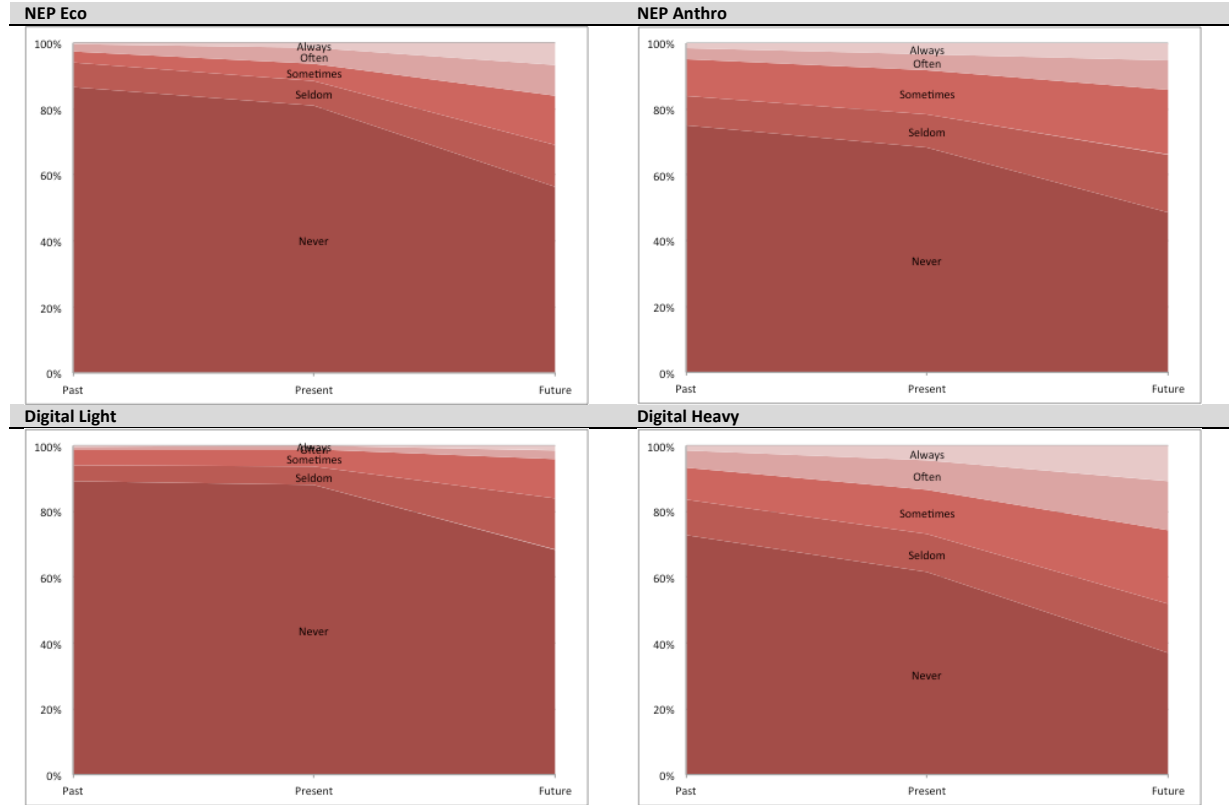 NEP Eco
NEP Anthro
100%
80%
60%
40%
20%
0%
Always
Often
Sometimes
Seldom
Never
Past
Present
Future
100%
80%
60%
40%
20%
0%
Always
Often
Sometimes
Seldom
Never
Past
Present
Future
Digital Light
Digital Heavy
100%
80%
60%
40%
20%
0%
Always
Often
Sometimes
Seldom
Never
Past
Present
Future
100%
80%
60%
40%
20%
0%
Always
Often
Sometimes
Seldom
Never
Past
Present
Future